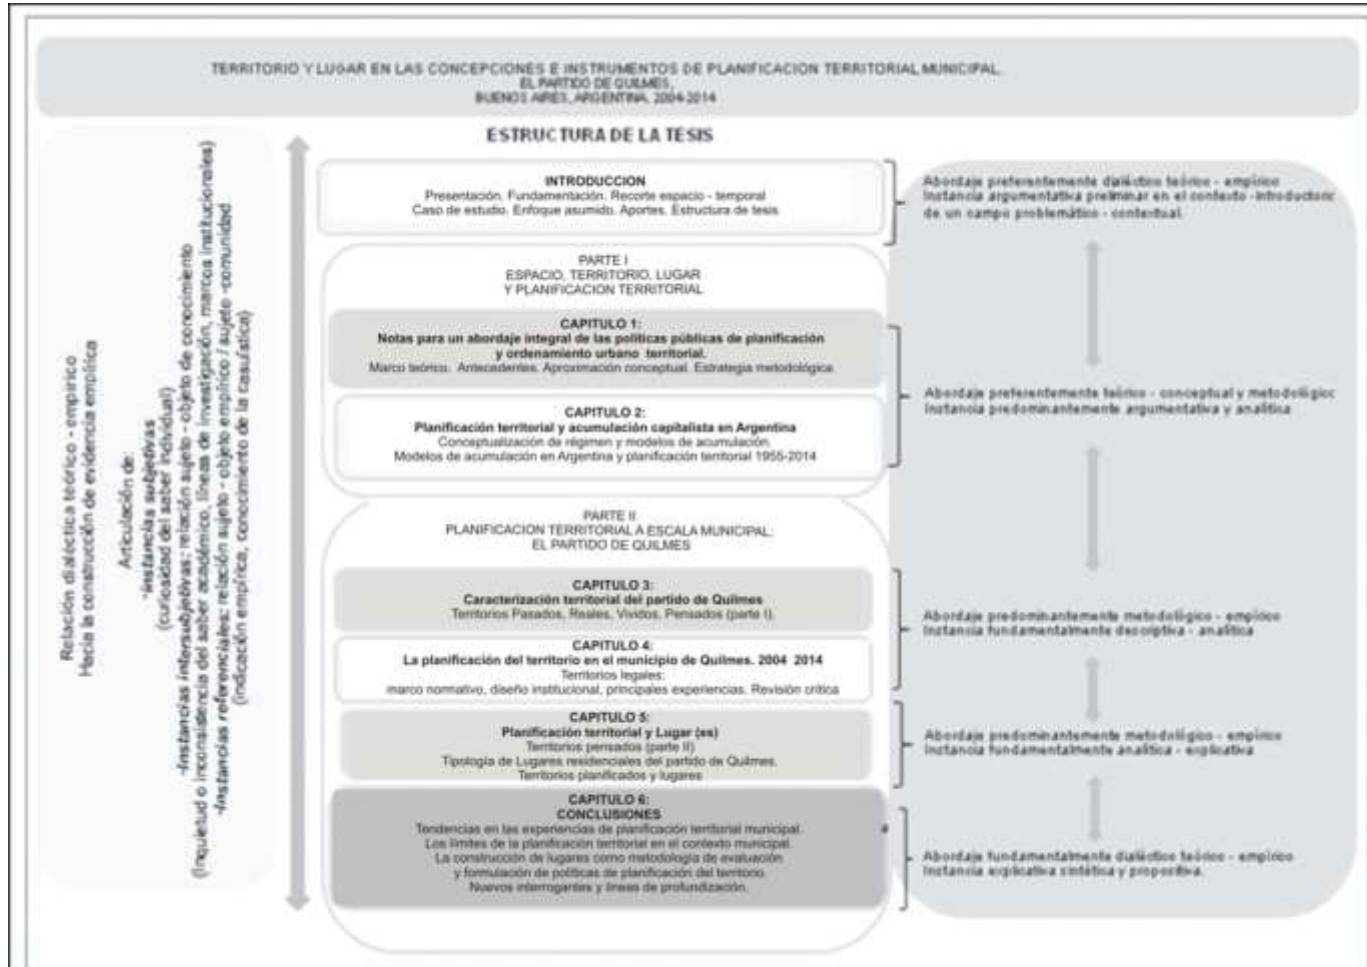 TERRITORIO Y LUGAR EN LAS CONCEPCIONES E INSTRUMENTOS DE PLANIFICACION TERRITORIAL MUNICIPAL.
EL PARTIDO DE QUILMES,
BUENOS AIRES, ARGENTINA. 2004-2014
Relación dialéctica teórico - empírico
Hacia la construcción de evidencia empírica
Articulación de:
-instancias subjetivas
(curiosidad del saber individual)
-instancias intersubjetivas: relación sujeto - objeto de conocimiento
(inquietud o inconsistencia del saber académico, líneas de investigación, marcos institucionales)
-instancias referenciales: relación sujeto - objeto empírico / sujeto -comunidad
(indicación empírica, conocimiento de la casuística)
ESTRUCTURA DE LA TESIS
INTRODUCCION
Presentación. Fundamentación. Recorte espacio - temporal
Caso de estudio. Enfoque asumido. Aportes. Estructura de tesis
Abordaje preferentemente dialéctico teórico - empírico
Instancia argumentativa preliminar en el contexto -introductorio
de un campo problemático - contextual.
PARTE I
ESPACIO, TERRITORIO, LUGAR
Y PLANIFICACION TERRITORIAL
CAPITULO 1:
Notas para un abordaje integral de las políticas públicas de planificación
y ordenamiento urbano territorial.
Marco teórico. Antecedentes. Aproximación conceptual. Estrategia metodológica
CAPITULO 2:
Planificación territorial y acumulación capitalista en Argentina
Conceptualización de régimen y modelos de acumulación.
Modelos de acumulación en Argentina y planificación territorial 1955-2014
Abordaje preferentemente teórico - conceptual y metodológico
Instancia predominantemente argumentativa y analítica
PARTE II
PLANIFICACION TERRITORIAL A ESCALA MUNICIPAL:
EL PARTIDO DE QUILMES
CAPITULO 3:
Caracterización territorial del partido de Quilmes
Territorios Pasados, Reales, Vividos, Pensados (parte I).
CAPITULO 4:
La planificación del territorio en el municipio de Quilmes. 2004 2014
Territorios legales:
marco normativo, diseño institucional, principales experiencias. Revisión crítica
Abordaje predominantemente metodológico - empírico
Instancia fundamentalmente descriptiva - analítica
CAPITULO 5:
Planificación territorial y Lugar (es)
Territorios pensados (parte II)
Tipología de Lugares residenciales del partido de Quilmes.
Territorios planificados y lugares
Abordaje predominantemente metodológico - empírico
Instancia fundamentalmente analítica - explicativa
CAPITULO 6:
CONCLUSIONES
Tendencias en las experiencias de planificación territorial municipal.
Los límites de la planificación territorial en el contexto municipal.
La construcción de lugares como metodología de evaluación
y formulación de políticas de planificación del territorio.
Nuevos interrogantes y líneas de profundización.
Abordaje fundamentalmente dialéctico teórico - empírico
Instancia explicativa sintética y propositiva.